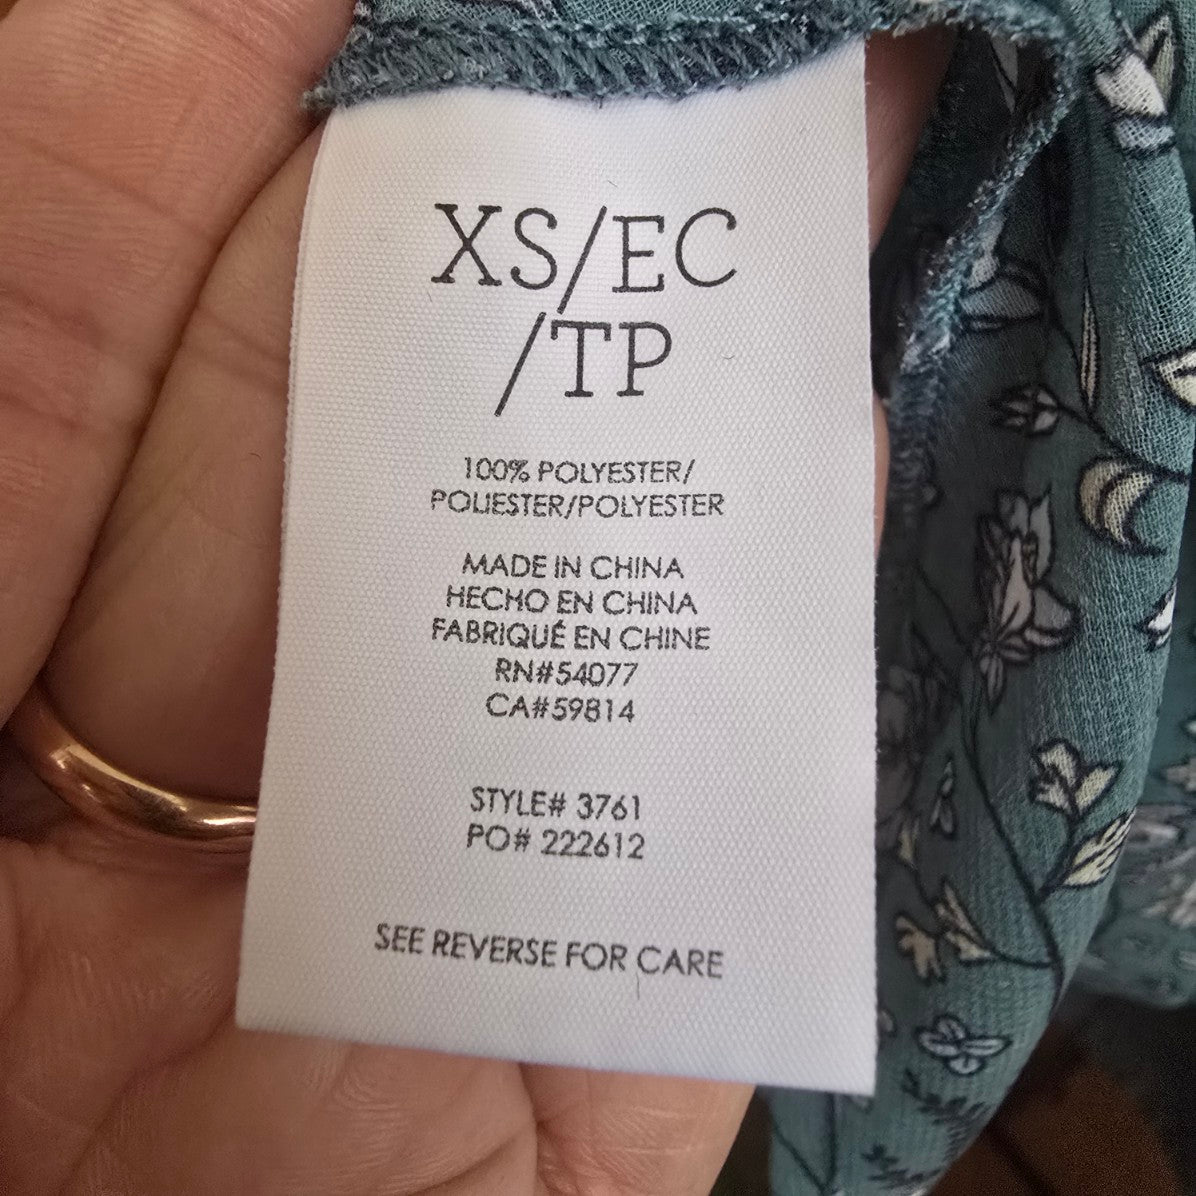 XS/EC
/TP
100% POLYESTER/
POLIESTER/POLYESTER
MADE IN CHINA
HECHO EN CHINA
FABRIQUÉ EN CHINE
RN#54077
CA#59814
STYLE# 3761
PO# 222612
SEE REVERSE FOR CARE